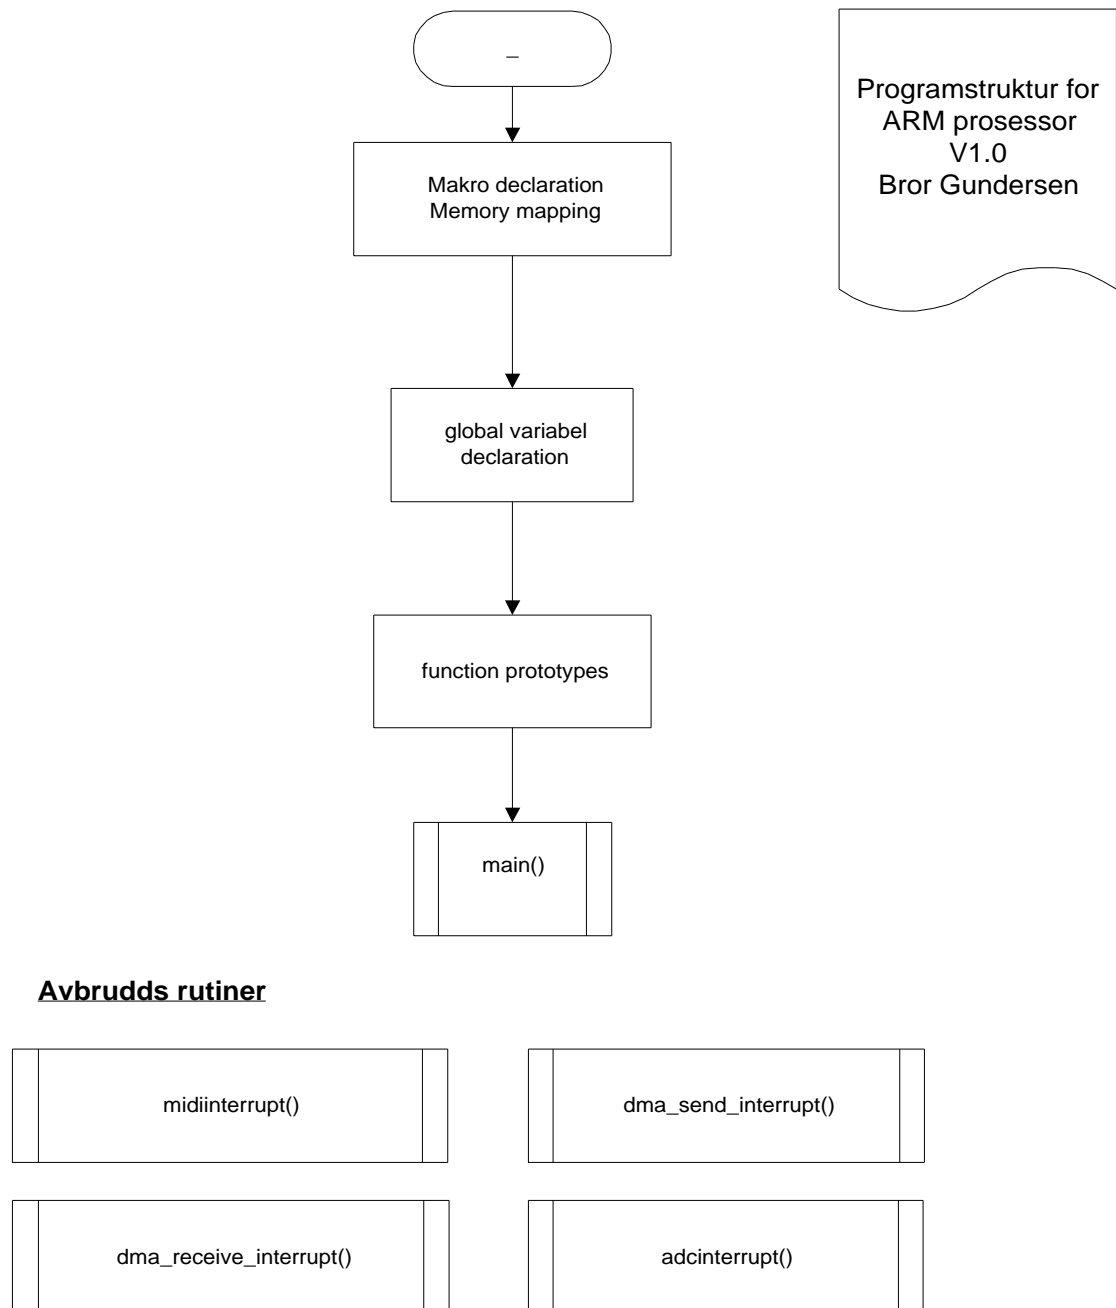 _
Programstruktur for
ARM prosessor
V1.0
Bror Gundersen
Makro declaration
Memory mapping
global variabel
declaration
function prototypes
main()
Avbrudds rutiner
midiinterrupt()
dma_send_interrupt()
dma_receive_interrupt()
adcinterrupt()